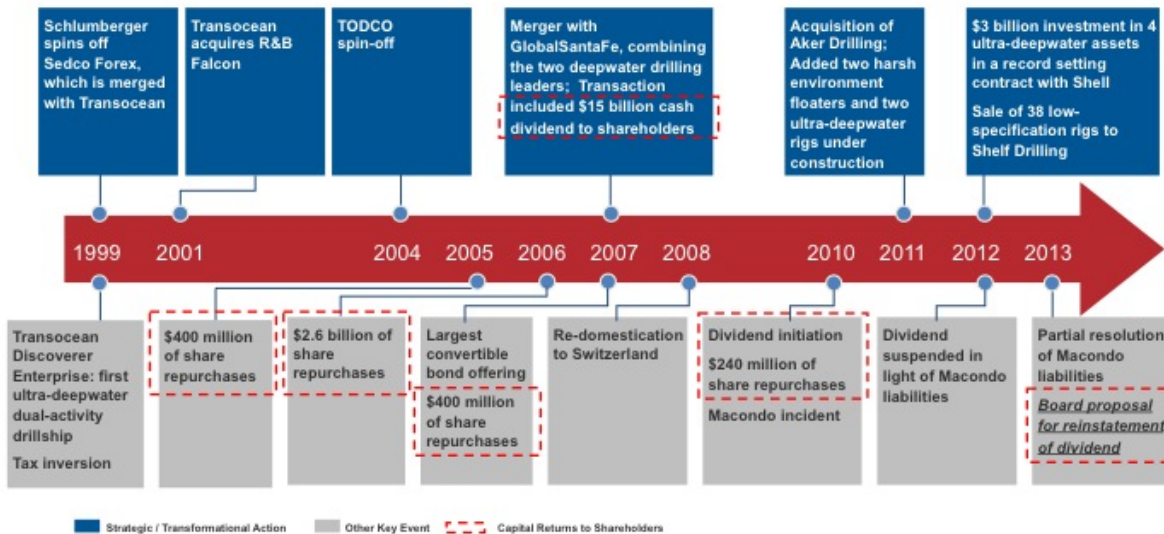 Schlumberger
spins off
Sedco Forex,
which is merged
with Transocean
Transocean
acquires R&B
Falcon
TODCO
spin-off
Merger with
GlobalSantaFe, combining
the two deepwater drilling
leaders; Transaction
included $15 billion cash
dividend to shareholders
Acquisition of
Aker Drilling;
Added two harsh
environment
floaters and two
ultra-deepwater
rigs under
construction
$3 billion investment in 4
ultra-deepwater assets
in a record setting
contract with Shell
Sale of 38 low-
specification rigs to
Shelf Drilling
1999 2001 2004 2005 2006 2007 2008 2010 2011 2012 2013
Transocean
Discoverer
Enterprise: first
ultra-deepwater
dual-activity
drillship
Tax inversion
$400 million
of share
repurchases
$2.6 billion of
share
repurchases
Largest
convertible
bond offering
$400 million
of share
repurchases
Re-domestication
to Switzerland
Dividend initiation
$240 million of
share repurchases
Macondo incident
Dividend
suspended in
light of Macondo
liabilities
Partial resolution
of Macondo
liabilities
Board proposal
for reinstatement
of dividend
Strategic / Transformational Action Other Key Event Capital Returns to Shareholders